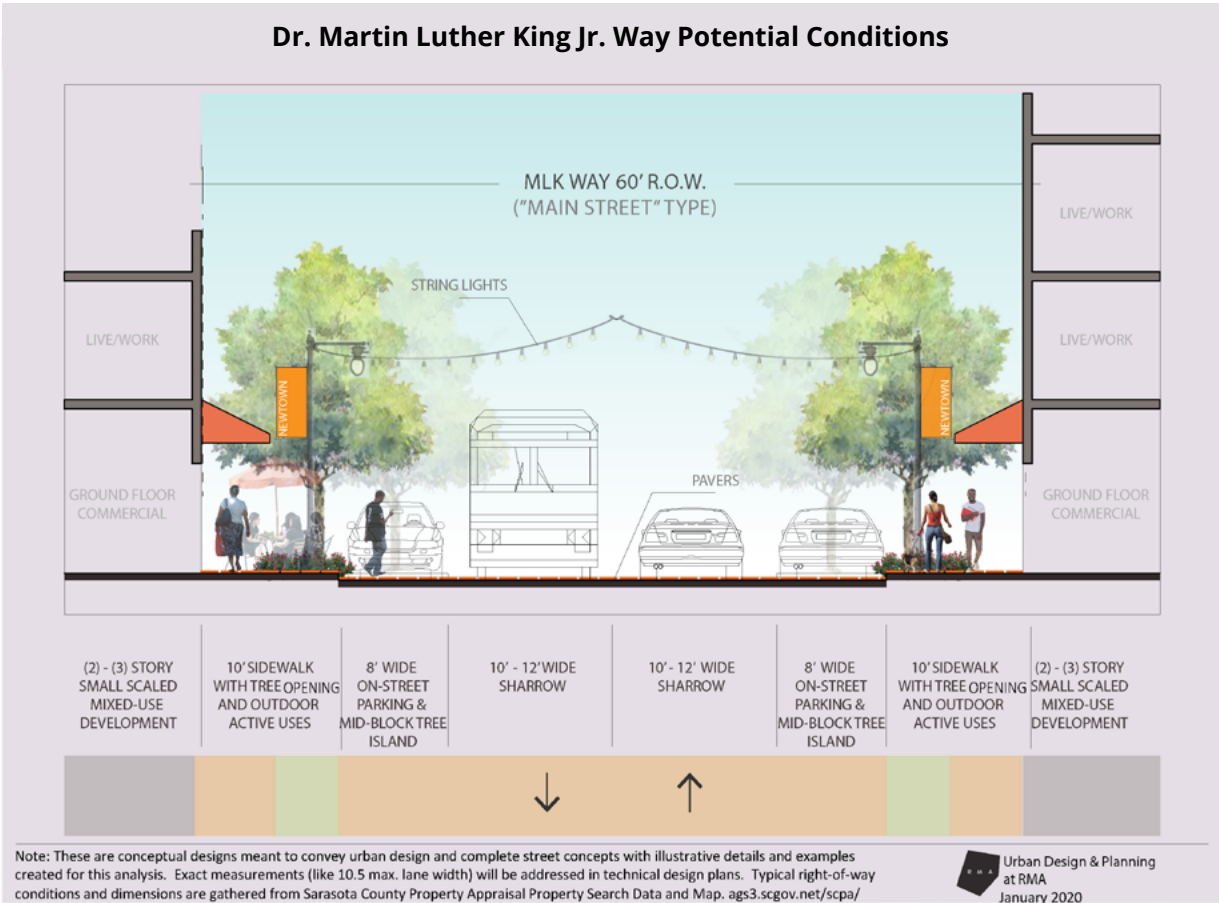 Dr. Martin Luther King Jr. Way Potential Conditions
MLK WAY 60' R.O.W.
("MAIN STREET" TYPE)
LIVE/WORK
STRING LIGHTS
LIVE/WORK
LIVE/WORK
NEWTOWN
NEWTOWN
PAVERS
GROUND FLOOR
COMMERCIAL
GROUND FLOOR
COMMERCIAL
(2) - (3) STORY
SMALL SCALED
MIXED-USE
DEVELOPMENT
10' SIDEWALK
WITH TREE OPENING
AND OUTDOOR
ACTIVE USES
8' WIDE
ON-STREET
PARKING &
MID-BLOCK TREE
ISLAND
10' - 12' WIDE
SHARROW
10' - 12' WIDE
SHARROW
8' WIDE
ON-STREET
PARKING &
MID-BLOCK TREE
ISLAND
10' SIDEWALK
WITH TREE OPENING
AND OUTDOOR
ACTIVE USES
(2) - (3) STORY
SMALL SCALED
MIXED-USE
DEVELOPMENT
Note: These are conceptual designs meant to convey urban design and complete street concepts with illustrative details and examples
created for this analysis. Exact measurements (like 10.5 max. lane width) will be addressed in technical design plans. Typical right-of-way
conditions and dimensions are gathered from Sarasota County Property Appraisal Property Search Data and Map. ags3.scgov.net/scpa/
RMA
Urban Design & Planning
at RMA
January 2020